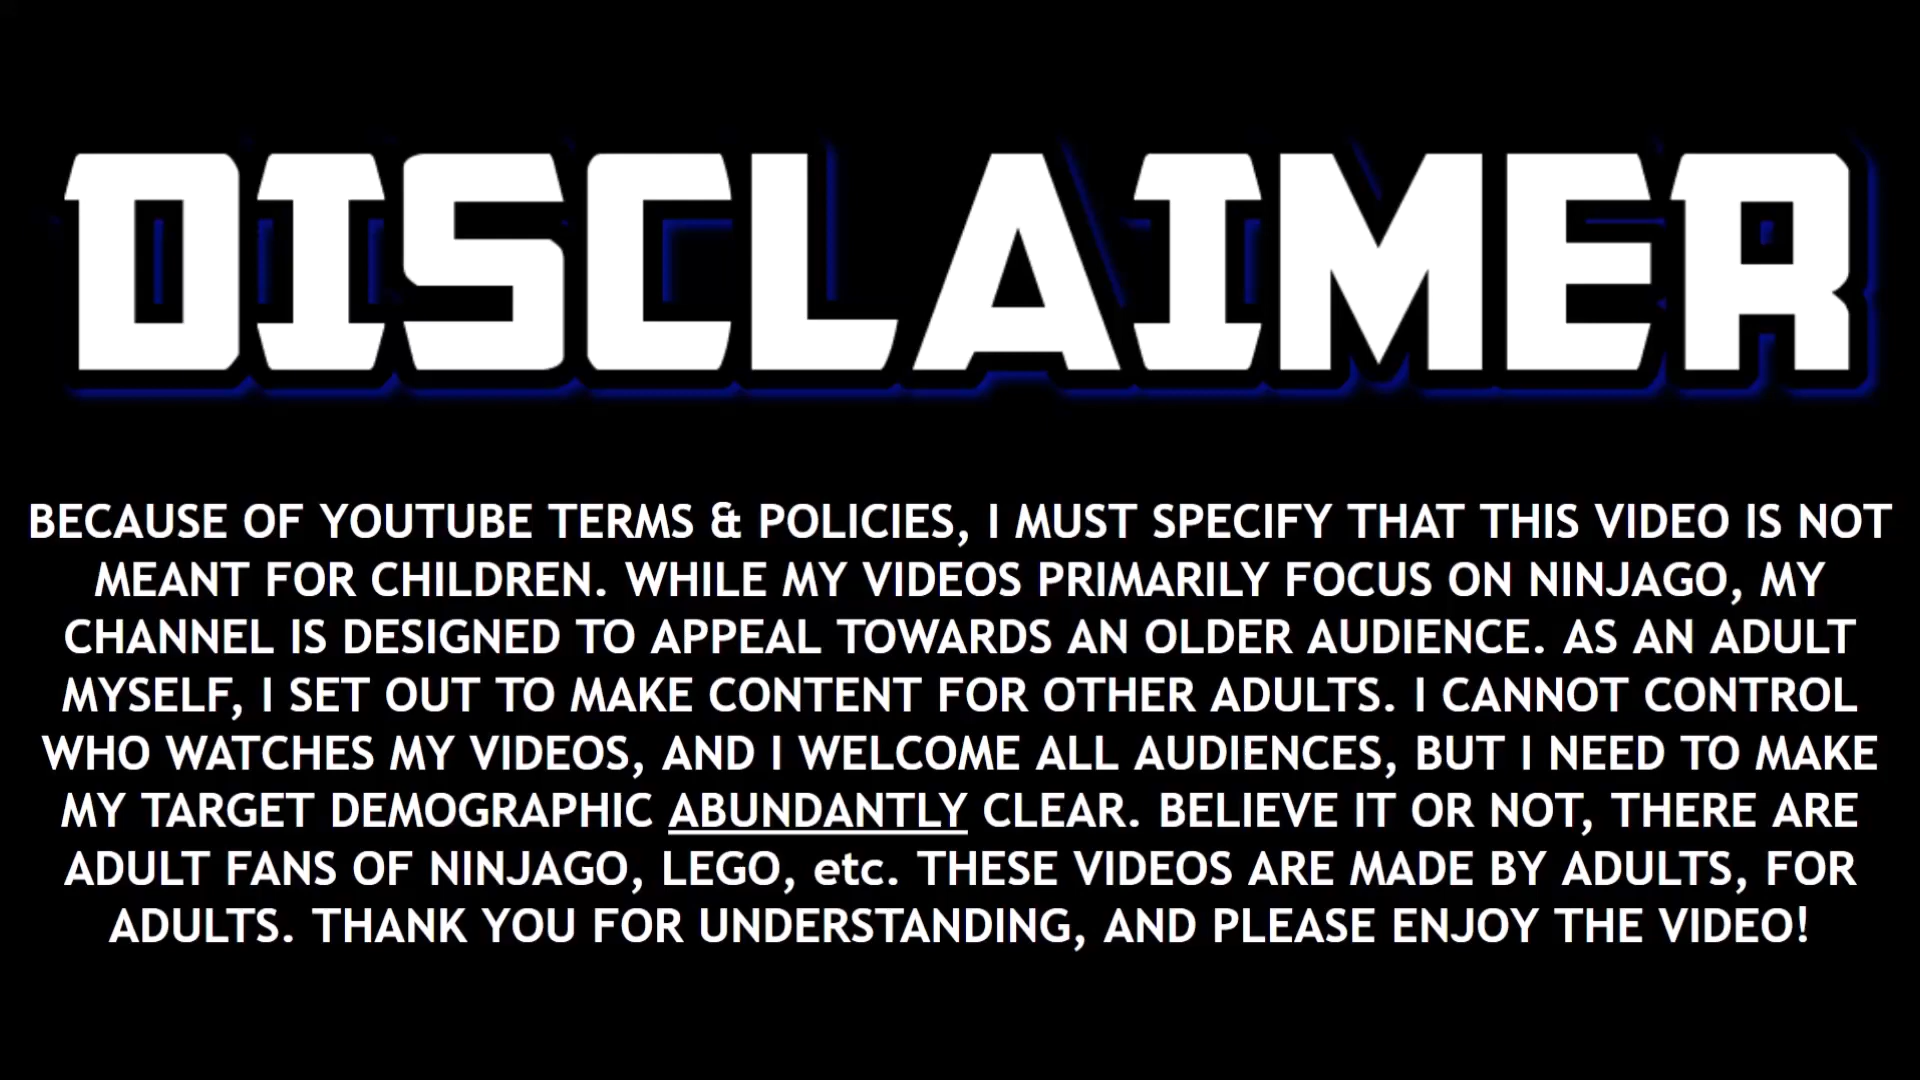 DISCLAIMER
BECAUSE OF YOUTUBE TERMS & POLICIES, I MUST SPECIFY THAT THIS VIDEO IS NOT
MEANT FOR CHILDREN. WHILE MY VIDEOS PRIMARILY FOCUS ON NINJAGO, MY
CHANNEL IS DESIGNED TO APPEAL TOWARDS AN OLDER AUDIENCE. AS AN ADULT
MYSELF, I SET OUT TO MAKE CONTENT FOR OTHER ADULTS. I CANNOT CONTROL
WHO WATCHES MY VIDEOS, AND I WELCOME ALL AUDIENCES, BUT I NEED TO MAKE
MY TARGET DEMOGRAPHIC ABUNDANTLY CLEAR. BELIEVE IT OR NOT, THERE ARE
ADULT FANS OF NINJAGO, LEGO, etc. THESE VIDEOS ARE MADE BY ADULTS, FOR
ADULTS. THANK YOU FOR UNDERSTANDING, AND PLEASE ENJOY THE VIDEO!